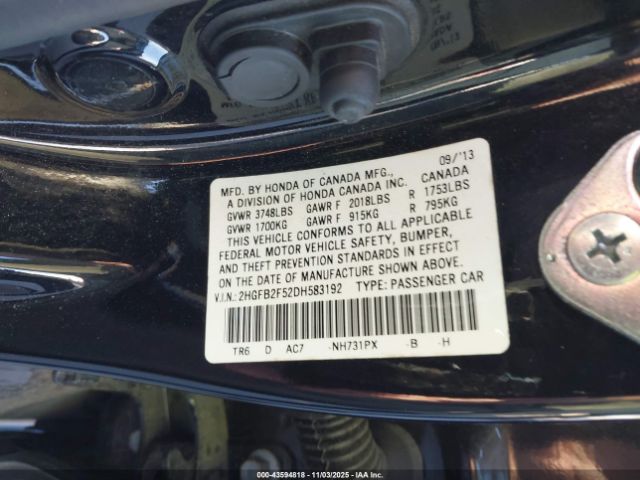 09/'13
MFD. BY HONDA OF CANADA MFG.,
A DIVISION OF HONDA CANADA INC. CANADA
GVWR 3748LBS GAWR F 2018LBS R 1753LBS
GVWR 1700KG GAWR F 915KG R 795KG
THIS VEHICLE CONFORMS TO ALL APPLICABLE
FEDERAL MOTOR VEHICLE SAFETY, BUMPER,
AND THEFT PREVENTION STANDARDS IN EFFECT
ON THE DATE OF MANUFACTURE SHOWN ABOVE.
V.I.N.: 2HGFB2F52DH583192 TYPE: PASSENGER CAR
TR6 D AC7 -NH731PX -B -H
000-43594818 | 11/03/2025 | IAAI.COM